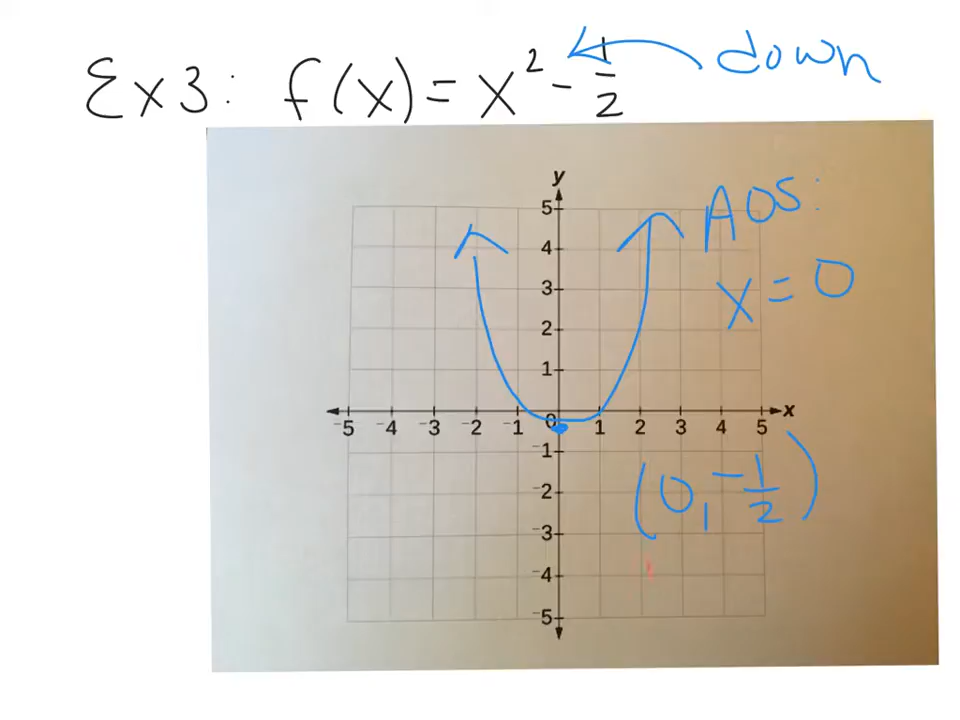 Ex3: f(x) = x² - 1/2
down
y
AOS:
x = 0
5
4
3
2
1
-5 -4 -3 -2 -1 0 1 2 3 4 5 x
-1
-2
-3
-4
-5
(0, -1/2)